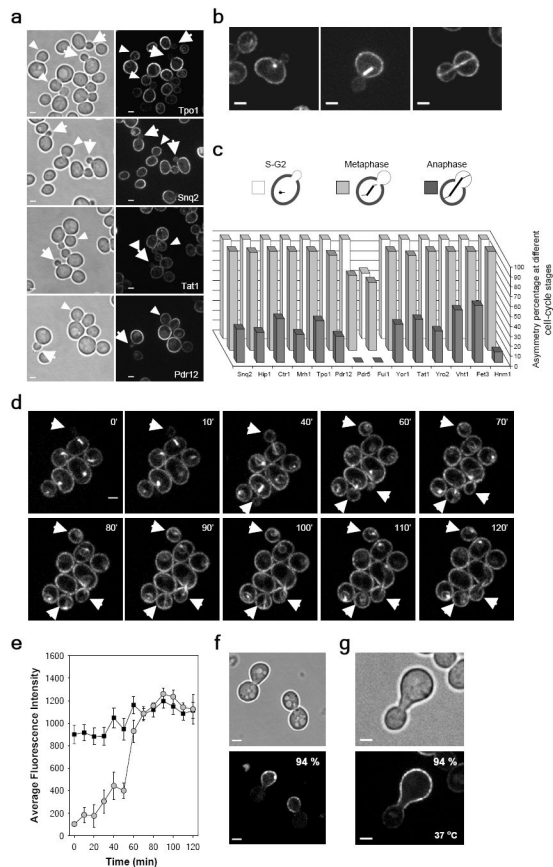 a
Tpo1
Snq2
Tat1
Pdr12
b
c
S-G2
Metaphase
Anaphase
Asymmetry percentage at different
cell-cycle stages
100
90
80
70
60
50
40
30
20
10
0
Snq2 Hip1 Ctr1 Mrh1 Tpo1 Pdr12 Pdr5 Fui1 Yor1 Tat1 Yro2 Vht1 Fet3 Hnm1
d
0' 10' 40' 60' 70'
80' 90' 100' 110' 120'
e
Average Fluorescence Intensity
1600
1400
1200
1000
800
600
400
200
0
0 20 40 60 80 100 120
Time (min)
f
94 %
g
94 %
37 ºC